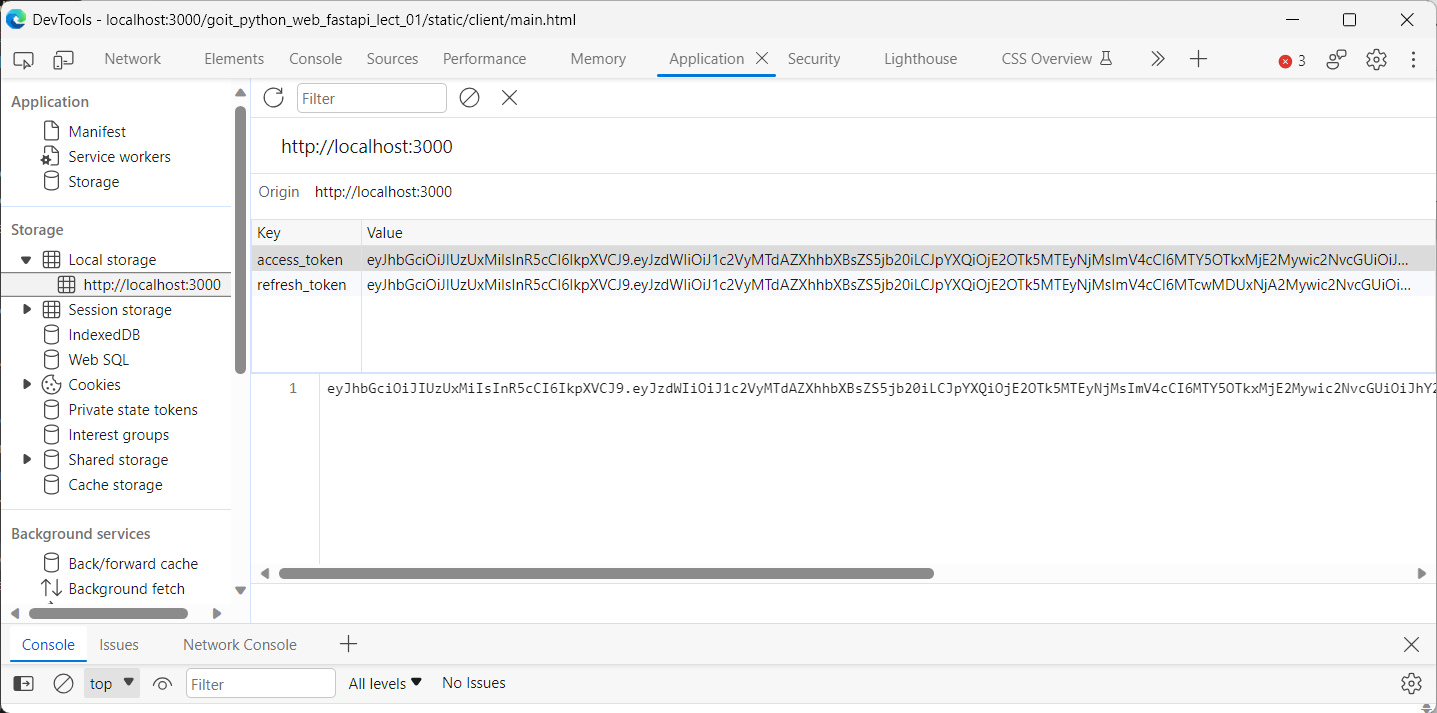 DevTools - localhost:3000/goit_python_web_fastapi_lect_01/static/client/main.html
Network Elements Console Sources Performance Memory Application Security Lighthouse CSS Overview 3
Application
Manifest
Service workers
Storage
Storage
Local storage
http://localhost:3000
Session storage
IndexedDB
Web SQL
Cookies
Private state tokens
Interest groups
Shared storage
Cache storage
Background services
Back/forward cache
Background fetch
Filter
http://localhost:3000
Origin http://localhost:3000
Key Value
access_token eyJhbGciOiJIUzUxMiIsInR5cCI6IkpXVCJ9.eyJzdWIiOiJ1c2VyMTdAZXhhbXBsZS5jb20iLCJpYXQiOjE2OTk5MTEyNjMsImV4cCI6MTY5OTkxMjE2Mywic2NvcGUiOiJ...
refresh_token eyJhbGciOiJIUzUxMiIsInR5cCI6IkpXVCJ9.eyJzdWIiOiJ1c2VyMTdAZXhhbXBsZS5jb20iLCJpYXQiOjE2OTk5MTEyNjMsImV4cCI6MTcwMDUxNjA2Mywic2NvcGUiOi...
1 eyJhbGciOiJIUzUxMiIsInR5cCI6IkpXVCJ9.eyJzdWIiOiJ1c2VyMTdAZXhhbXBsZS5jb20iLCJpYXQiOjE2OTk5MTEyNjMsImV4cCI6MTY5OTkxMjE2Mywic2NvcGUiOiJhY2
Console Issues Network Console
top Filter All levels No Issues